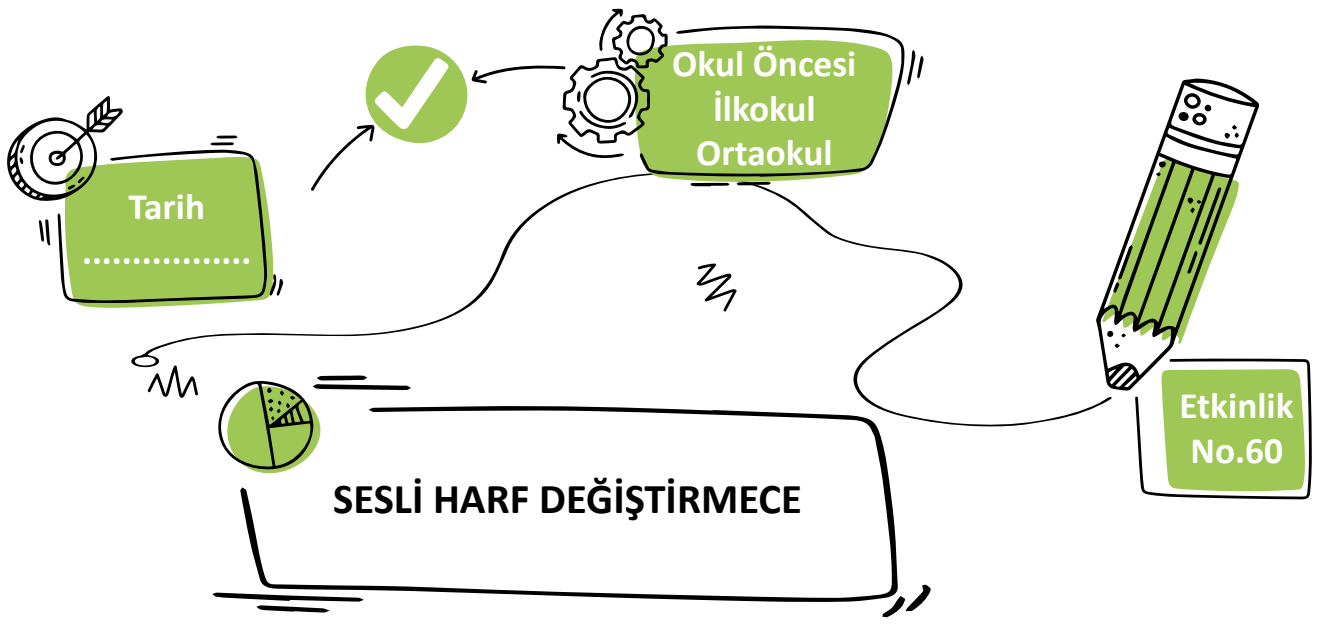 Okul Öncesi
İlkokul
Ortaokul
Tarih
.................
Etkinlik
No.60
SESLİ HARF DEĞİŞTİRMECE